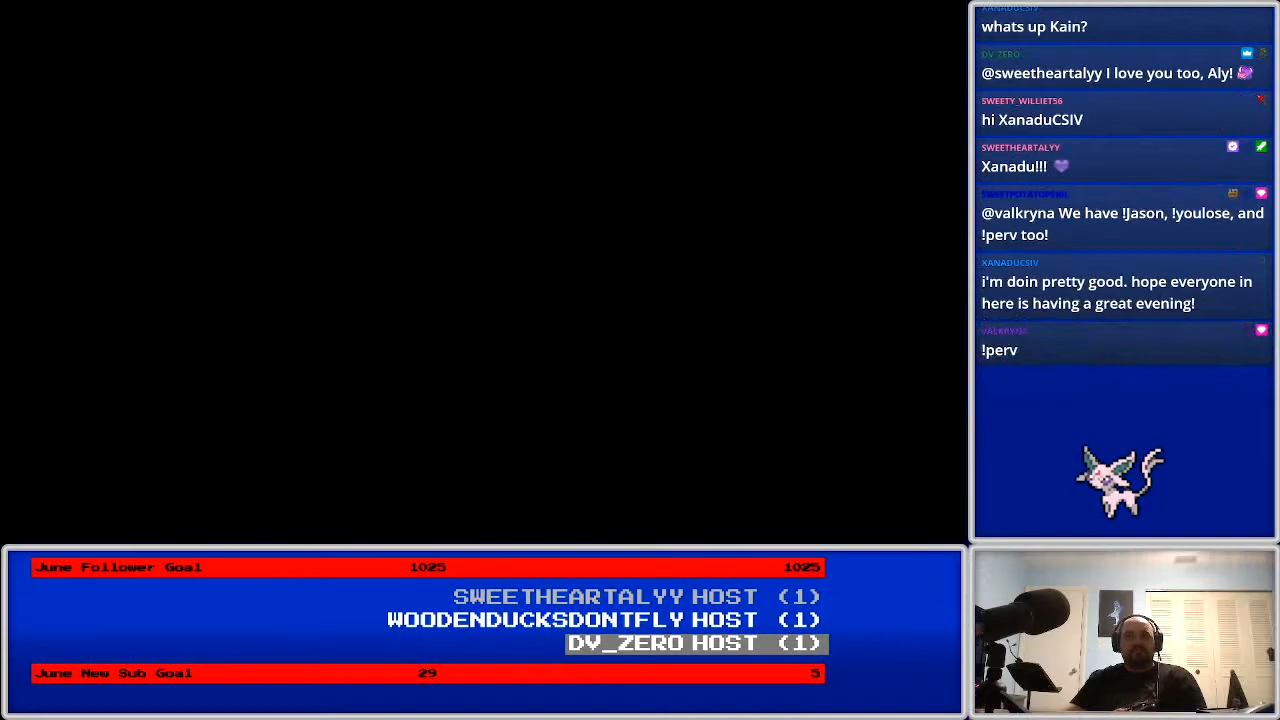 XANADUCSIV
whats up Kain?
DV_ZERO
@sweetheartalyy I love you too, Aly!
SWEETY_WILLIET56
hi XanaduCSIV
SWEETHEARTALYY
Xanadu!!!
@valkryna We have !Jason, !youlose, and
!perv too!
XANADUCSIV
i'm doin pretty good. hope everyone in
here is having a great evening!
VALKRYNA
!perv
June Follower Goal 1025 1025
SWEETHEARTALYY HOST (1)
WOODENDUCKSDONTFLY HOST (1)
DV_ZERO HOST (1)
June New Sub Goal 29 5